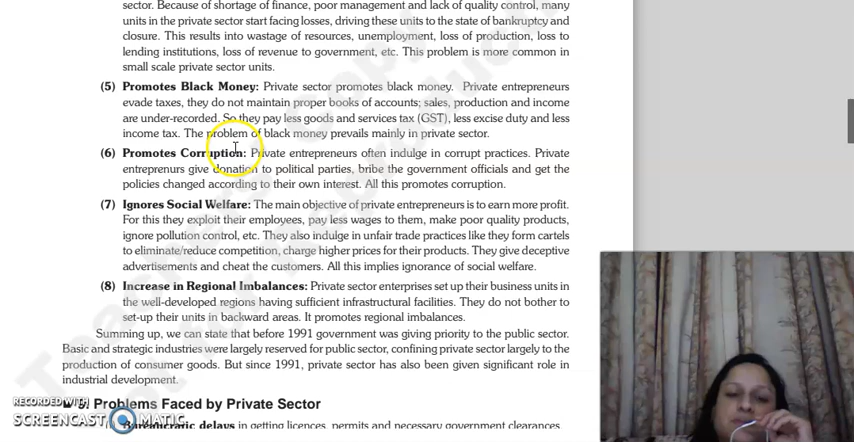 sector. Because of shortage of finance, poor management and lack of quality control, many
units in the private sector start facing losses, driving these units to the state of bankruptcy and
closure. This results into wastage of resources, unemployment, loss of production, loss to
lending institutions, loss of revenue to government, etc. This problem is more common in
small scale private sector units.
(5) Promotes Black Money: Private sector promotes black money. Private entrepreneurs
evade taxes, they do not maintain proper books of accounts; sales, production and income
are under-recorded. So they pay less goods and services tax (GST), less excise duty and less
income tax. The problem of black money prevails mainly in private sector.
(6) Promotes Corruption: Private entrepreneurs often indulge in corrupt practices. Private
entreprenurs give donation to political parties, bribe the government officials and get the
policies changed according to their own interest. All this promotes corruption.
(7) Ignores Social Welfare: The main objective of private entrepreneurs is to earn more profit.
For this they exploit their employees, pay less wages to them, make poor quality products,
ignore pollution control, etc. They also indulge in unfair trade practices like they form cartels
to eliminate/reduce competition, charge higher prices for their products. They give deceptive
advertisements and cheat the customers. All this implies ignorance of social welfare.
(8) Increase in Regional Imbalances: Private sector enterprises set up their business units in
the well-developed regions having sufficient infrastructural facilities. They do not bother to
set-up their units in backward areas. It promotes regional imbalances.
Summing up, we can state that before 1991 government was giving priority to the public sector.
Basic and strategic industries were largely reserved for public sector, confining private sector largely to the
production of consumer goods. But since 1991, private sector has also been given significant role in
industrial development.
RECORDED WITH
Problems Faced by Private Sector
SCREENCAST MATIC
Bureaucratic delays in getting licences, permits and necessary government clearances.